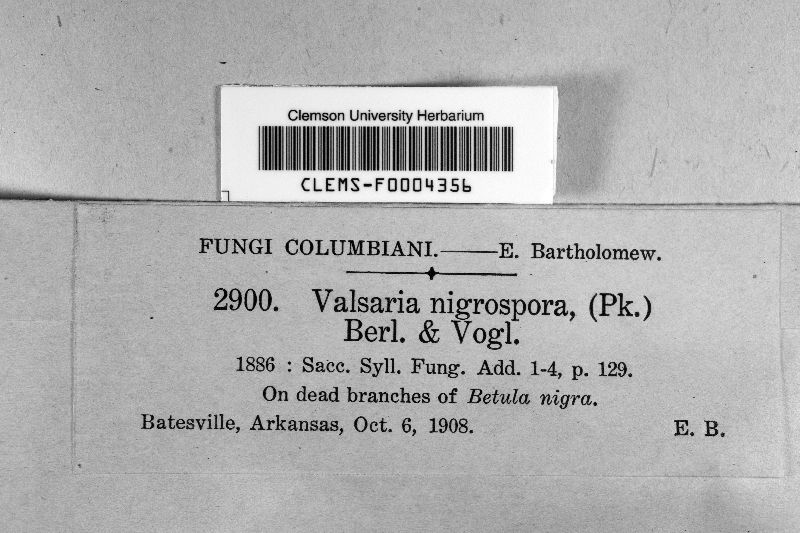 Clemson University Herbarium
CLEMS-F0004356
FUNGI COLUMBIANI.——E. Bartholomew.
2900. Valsaria nigrospora, (Pk.)
Berl. & Vogl.
1886 : Sacc. Syll. Fung. Add. 1-4, p. 129.
On dead branches of Betula nigra.
Batesville, Arkansas, Oct. 6, 1908. E. B.